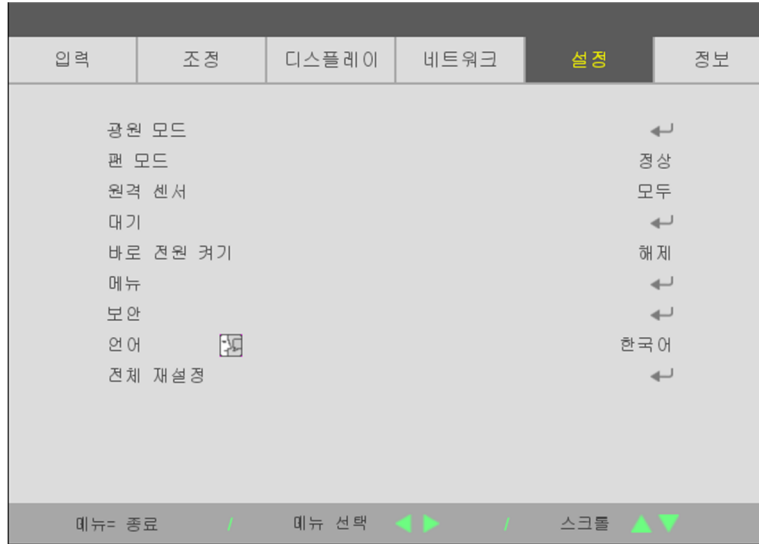 입력 조정 디스플레이 네트워크 설정 정보
광원 모드
팬 모드 정상
원격 센서 모두
대기
바로 전원 켜기 해제
메뉴
보안
언어 한국어
전체 재설정
메뉴= 종료 / 메뉴 선택 / 스크롤